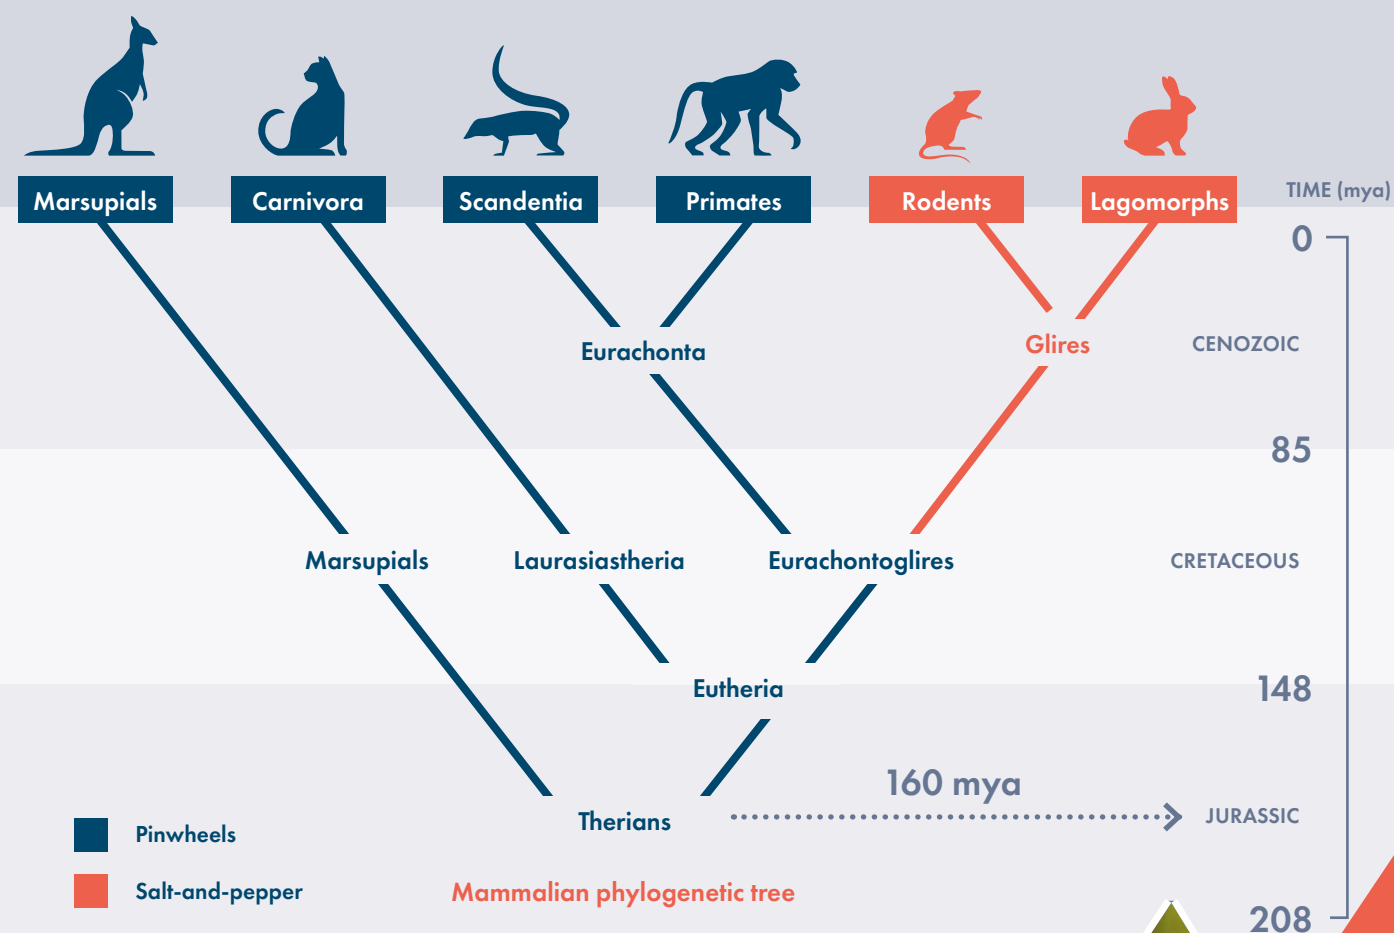 Marsupials
Carnivora
Scandentia
Primates
Rodents
Lagomorphs
TIME (mya)
0
Eurachonta
Glires
CENOZOIC
85
Marsupials
Laurasiastheria
Eurachontoglires
CRETACEOUS
Eutheria
148
160 mya
Therians
JURASSIC
Pinwheels
Salt-and-pepper
Mammalian phylogenetic tree
208